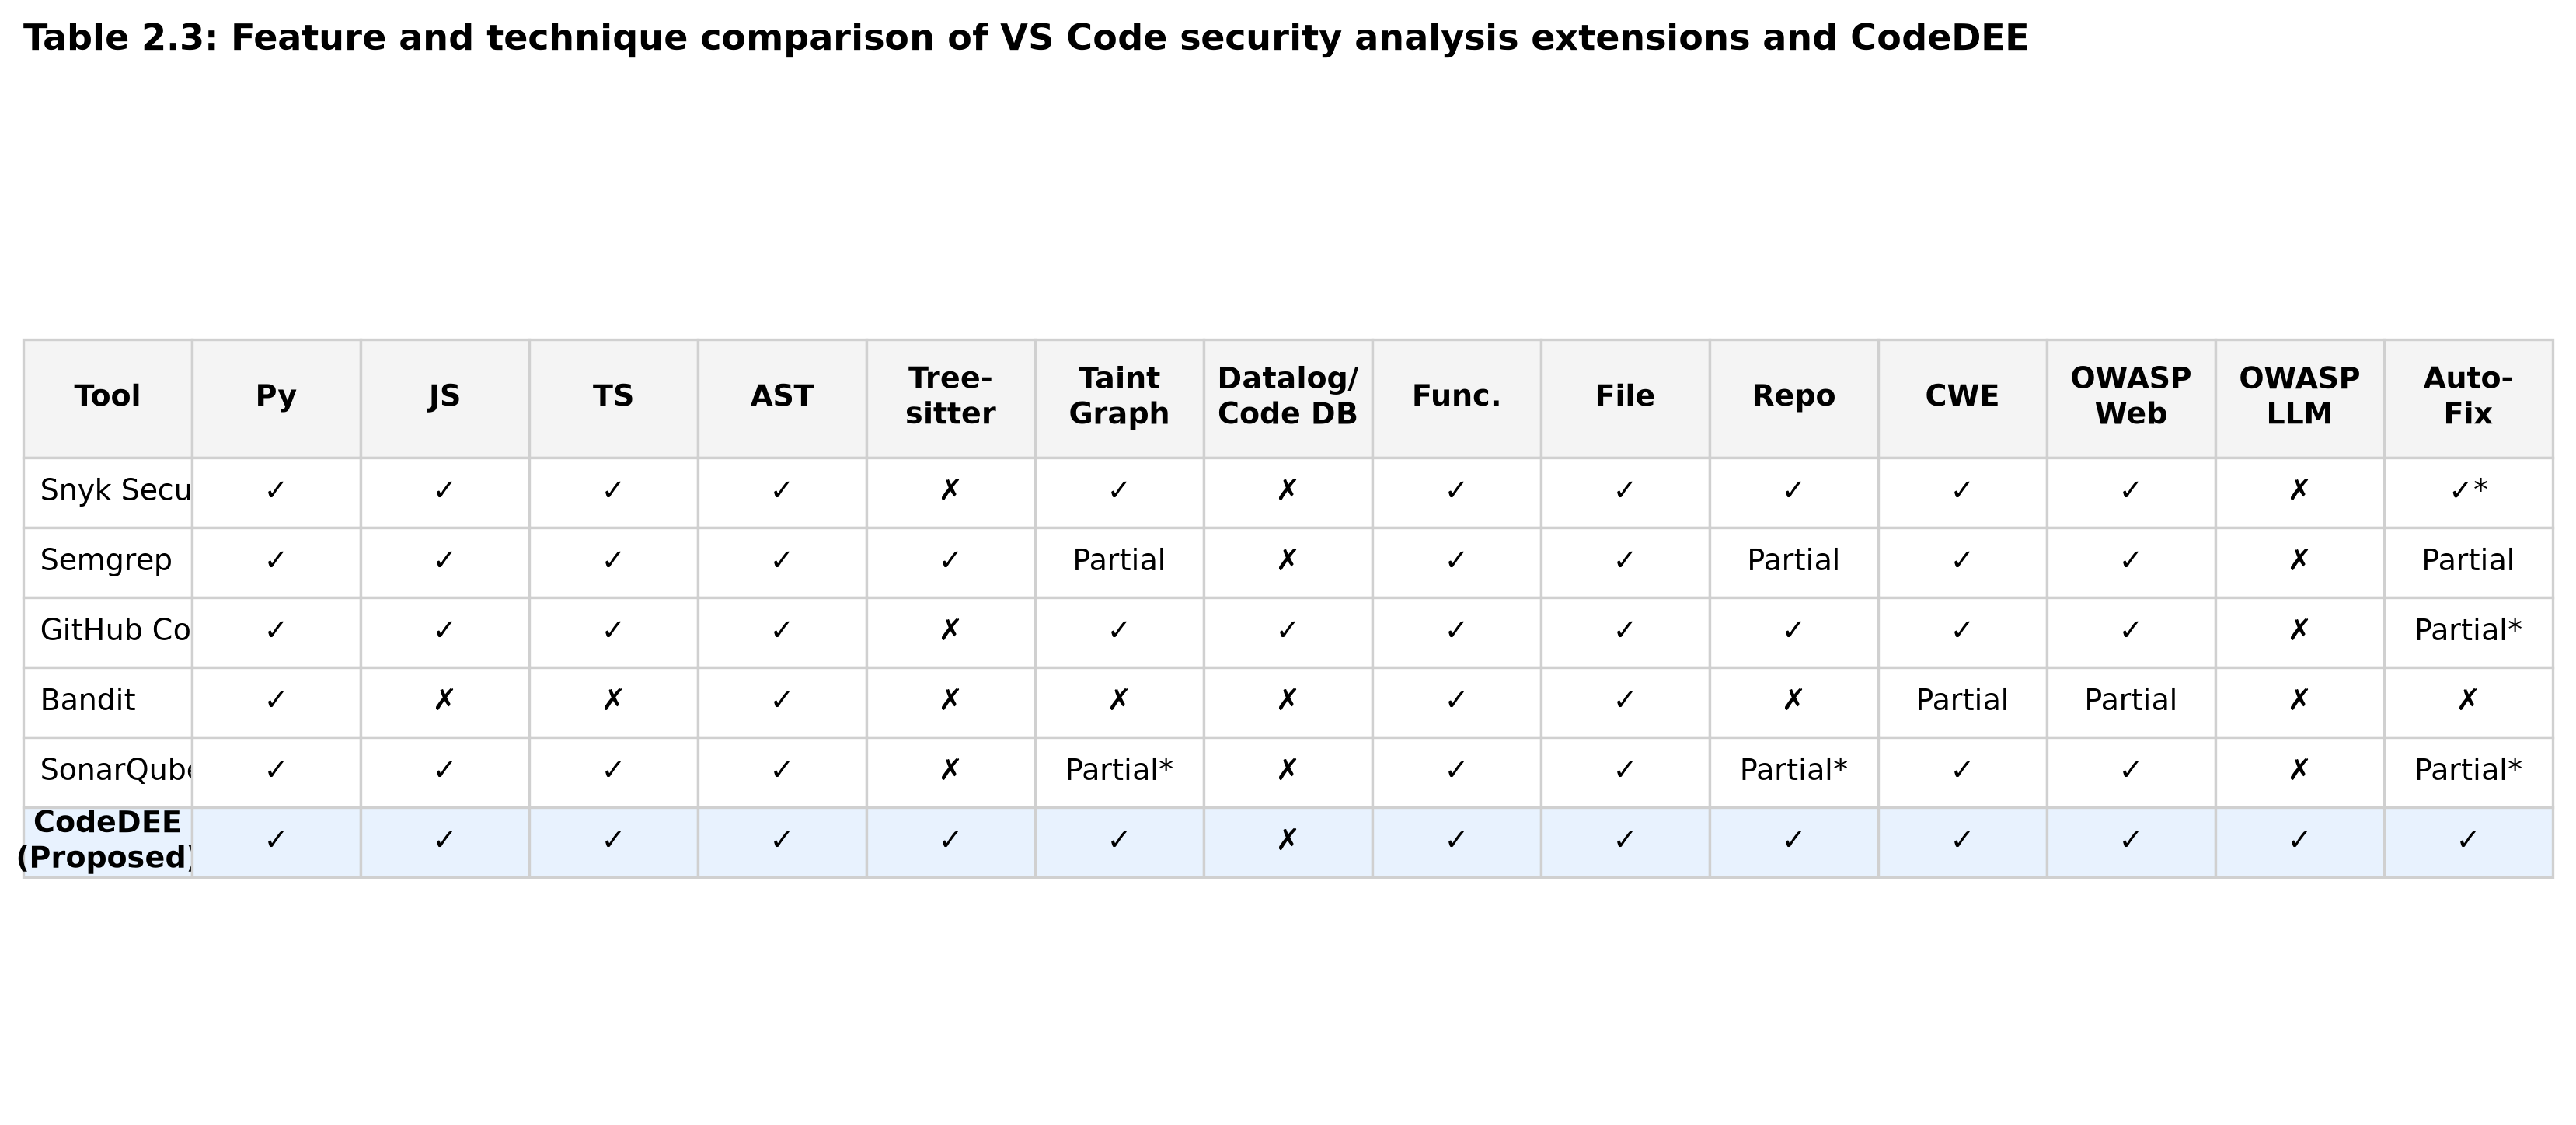 Table 2.3: Feature and technique comparison of VS Code security analysis extensions and CodeDEE
Tool Py JS TS AST Tree-sitter Taint Graph Datalog/Code DB Func. File Repo CWE OWASP Web OWASP LLM Auto-Fix
Snyk Secu ✓ ✓ ✓ ✓ ✗ ✓ ✗ ✓ ✓ ✓ ✓ ✓ ✗ ✓*
Semgrep ✓ ✓ ✓ ✓ ✓ Partial ✗ ✓ ✓ Partial ✓ ✓ ✗ Partial
GitHub Co ✓ ✓ ✓ ✓ ✗ ✓ ✓ ✓ ✓ ✓ ✓ ✓ ✗ Partial*
Bandit ✓ ✗ ✗ ✓ ✗ ✗ ✗ ✓ ✓ ✗ Partial Partial ✗ ✗
SonarQube ✓ ✓ ✓ ✓ ✗ Partial* ✗ ✓ ✓ Partial* ✓ ✓ ✗ Partial*
CodeDEE (Proposed) ✓ ✓ ✓ ✓ ✓ ✓ ✗ ✓ ✓ ✓ ✓ ✓ ✓ ✓